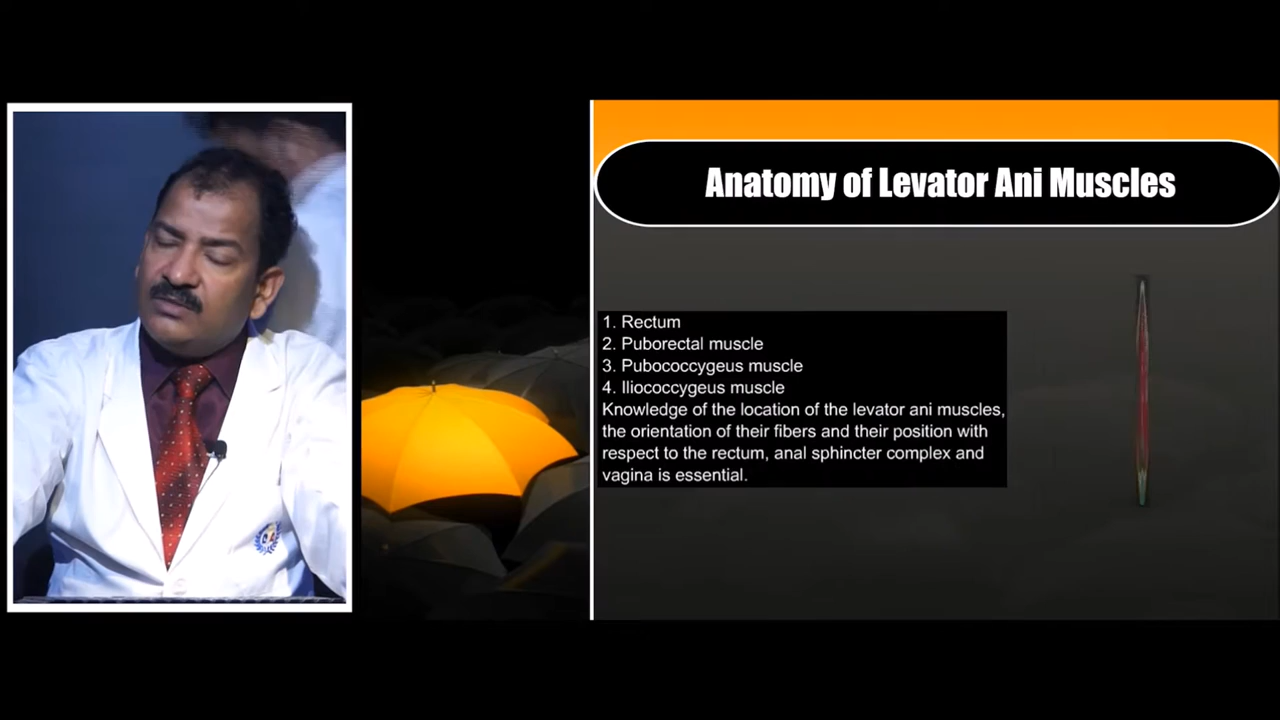 Anatomy of Levator Ani Muscles
1. Rectum
2. Puborectal muscle
3. Pubococcygeus muscle
4. Iliococcygeus muscle
Knowledge of the location of the levator ani muscles,
the orientation of their fibers and their position with
respect to the rectum, anal sphincter complex and
vagina is essential.